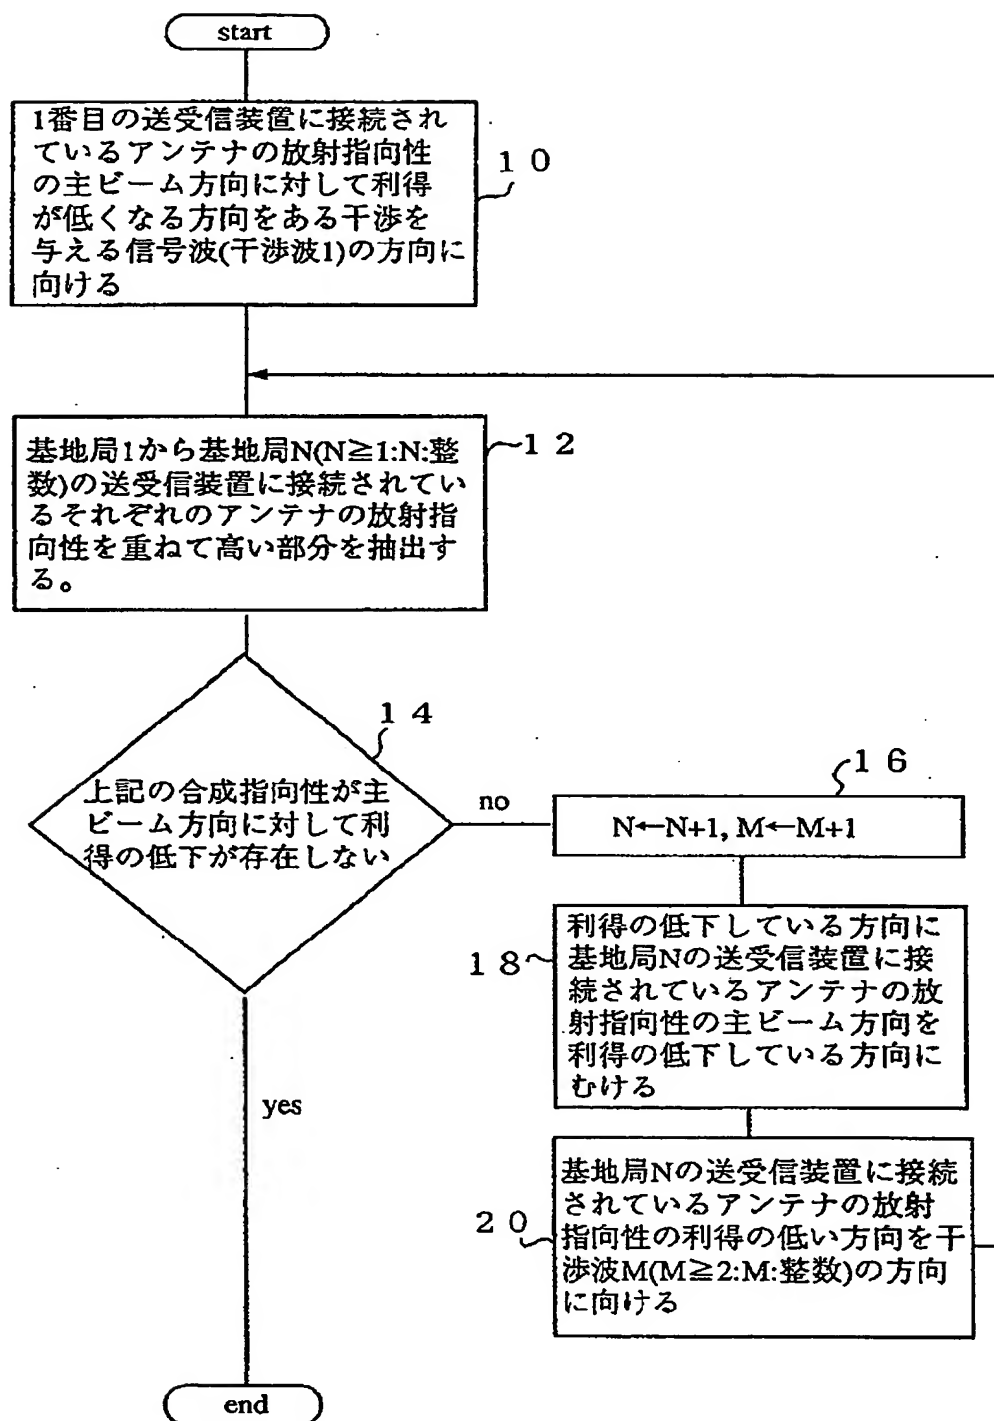 start
1番目の送受信装置に接続され
ているアンテナの放射指向性
の主ビーム方向に対して利得
が低くなる方向をある干渉を
与える信号波(干渉波1)の方向に
向ける
10
基地局1から基地局N(N≧1:N:整
数)の送受信装置に接続されてい
るそれぞれのアンテナの放射指
向性を重ねて高い部分を抽出す
る。
12
上記の合成指向性が主
ビーム方向に対して利
得の低下が存在しない
14
no
16
N←N+1, M←M+1
利得の低下している方向に
基地局Nの送受信装置に接
続されているアンテナの放
射指向性の主ビーム方向を
利得の低下している方向に
むける
18
基地局Nの送受信装置に接続
されているアンテナの放射
指向性の利得の低い方向を干
渉波M(M≧2:M:整数)の方向
に向ける
20
yes
end